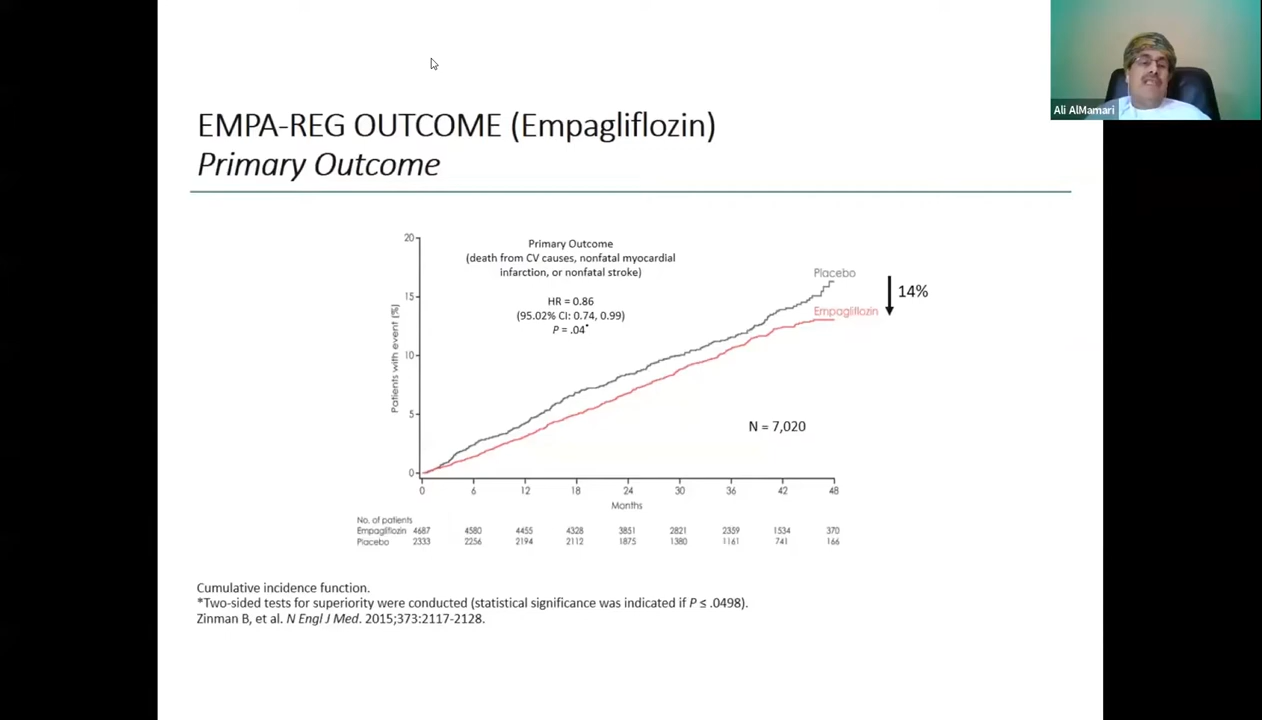 Ali AlMamari
EMPA-REG OUTCOME (Empagliflozin)
Primary Outcome
Primary Outcome
(death from CV causes, nonfatal myocardial
infarction, or nonfatal stroke)
HR = 0.86
(95.02% CI: 0.74, 0.99)
P = .04*
Placebo
Empagliflozin
14%
N = 7,020
Patients with event (%)
20
15
10
5
0
0 6 12 18 24 30 36 42 48
Months
No. of patients
Empagliflozin 4687 4580 4455 4328 3851 2821 2359 1534 370
Placebo 2333 2256 2194 2112 1875 1380 1161 741 166
Cumulative incidence function.
*Two-sided tests for superiority were conducted (statistical significance was indicated if P ≤ .0498).
Zinman B, et al. N Engl J Med. 2015;373:2117-2128.